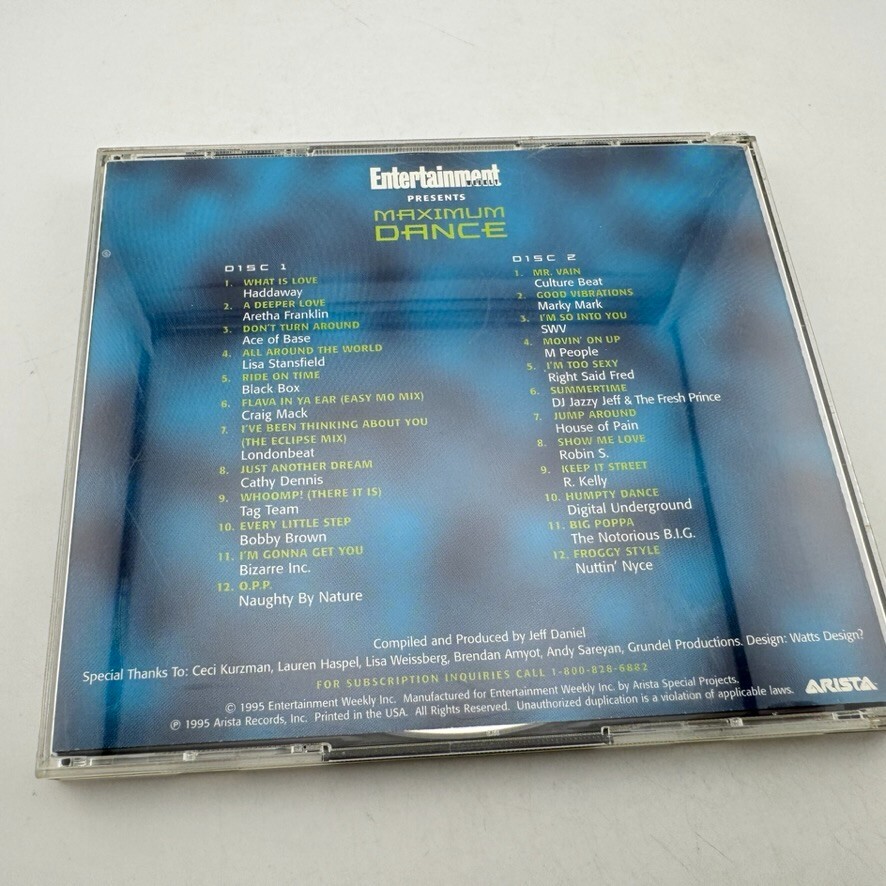 Entertainment
PRESENTS
MAXIMUM
DANCE
DISC 1
1. WHAT IS LOVE
Haddaway
2. A DEEPER LOVE
Aretha Franklin
3. DON'T TURN AROUND
Ace of Base
4. ALL AROUND THE WORLD
Lisa Stansfield
5. RIDE ON TIME
Black Box
6. FLAVA IN YA EAR (EASY MO MIX)
Craig Mack
7. I'VE BEEN THINKING ABOUT YOU
(THE ECLIPSE MIX)
Londonbeat
8. JUST ANOTHER DREAM
Cathy Dennis
9. WHOOMP! (THERE IT IS)
Tag Team
10. EVERY LITTLE STEP
Bobby Brown
11. I'M GONNA GET YOU
Bizarre Inc.
12. O.P.P.
Naughty By Nature
DISC 2
1. MR. VAIN
Culture Beat
2. GOOD VIBRATIONS
Marky Mark
3. I'M SO INTO YOU
SWV
4. MOVIN' ON UP
M People
5. I'M TOO SEXY
Right Said Fred
6. SUMMERTIME
DJ Jazzy Jeff & The Fresh Prince
7. JUMP AROUND
House of Pain
8. SHOW ME LOVE
Robin S.
9. KEEP IT STREET
R. Kelly
10. HUMPTY DANCE
Digital Underground
11. BIG POPPA
The Notorious B.I.G.
12. FROGGY STYLE
Nuttin' Nyce
Compiled and Produced by Jeff Daniel
Special Thanks To: Ceci Kurzman, Lauren Haspel, Lisa Weissberg, Brendan Amyot, Andy Sareyan, Grundel Productions. Design: Watts Design?
FOR SUBSCRIPTION INQUIRIES CALL 1-800-828-6882
© 1995 Entertainment Weekly Inc. Manufactured for Entertainment Weekly Inc. by Arista Special Projects.
℗ 1995 Arista Records, Inc. Printed in the USA. All Rights Reserved. Unauthorized duplication is a violation of applicable laws.
ARISTA